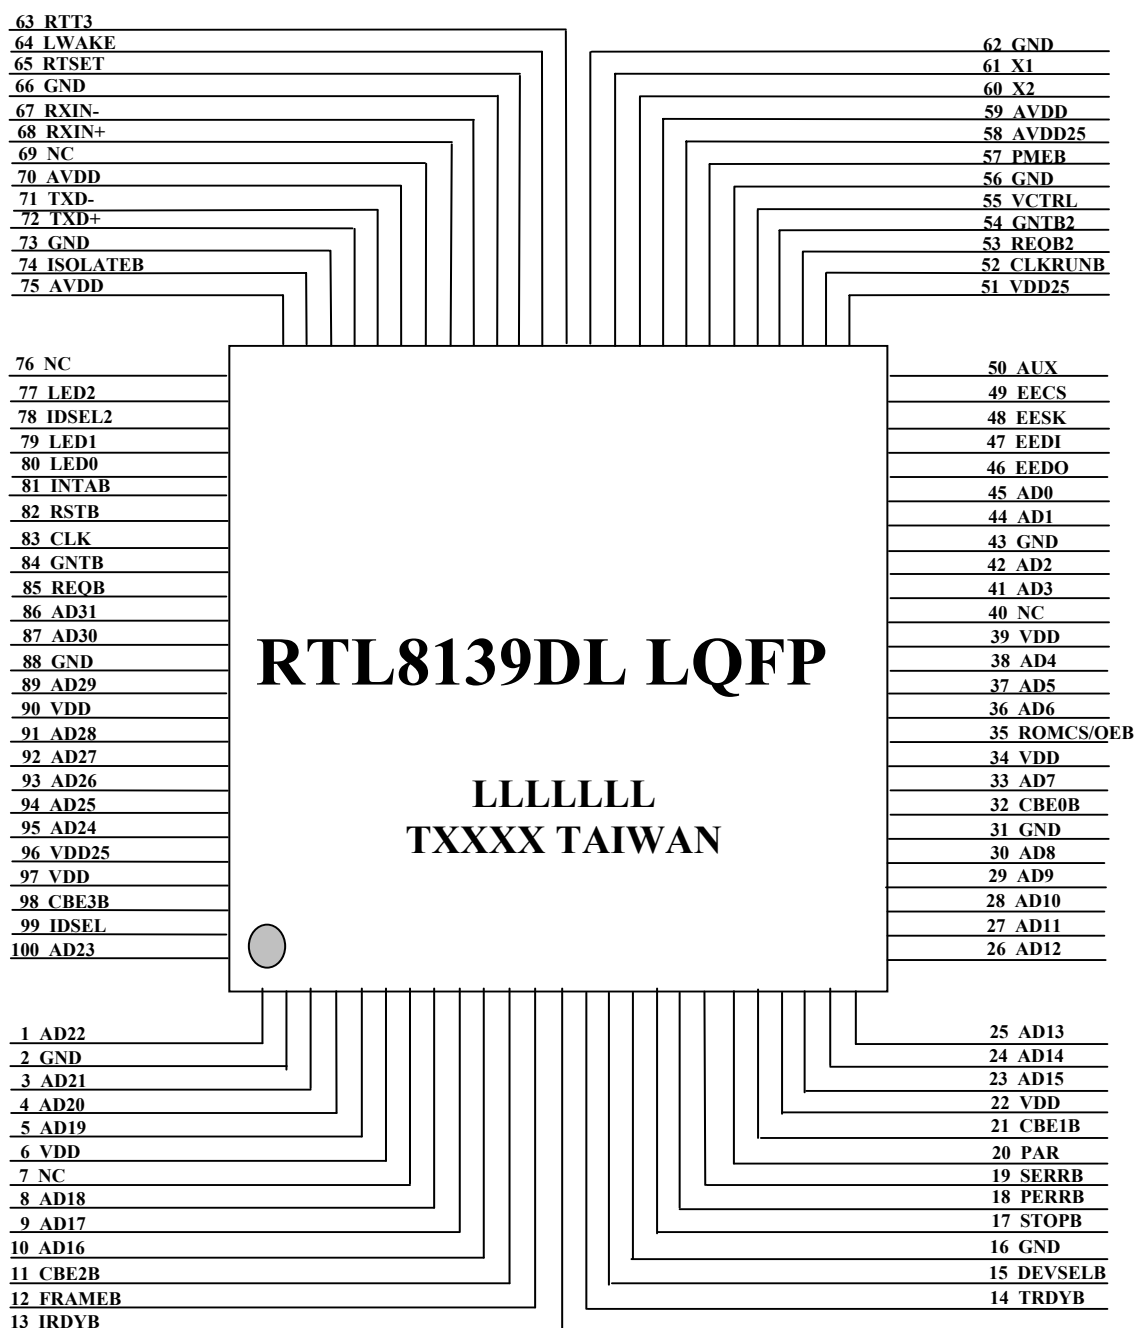 63 RTT3
64 LWAKE
65 RTSET
66 GND
67 RXIN-
68 RXIN+
69 NC
70 AVDD
71 TXD-
72 TXD+
73 GND
74 ISOLATEB
75 AVDD
62 GND
61 X1
60 X2
59 AVDD
58 AVDD25
57 PMEB
56 GND
55 VCTRL
54 GNTB2
53 REQB2
52 CLKRUNB
51 VDD25
76 NC
77 LED2
78 IDSEL2
79 LED1
80 LED0
81 INTAB
82 RSTB
83 CLK
84 GNTB
85 REQB
86 AD31
87 AD30
88 GND
89 AD29
90 VDD
91 AD28
92 AD27
93 AD26
94 AD25
95 AD24
96 VDD25
97 VDD
98 CBE3B
99 IDSEL
100 AD23
RTL8139DL LQFP
LLLLLLL
TXXXX TAIWAN
50 AUX
49 EECS
48 EESK
47 EEDI
46 EEDO
45 AD0
44 AD1
43 GND
42 AD2
41 AD3
40 NC
39 VDD
38 AD4
37 AD5
36 AD6
35 ROMCS/OEB
34 VDD
33 AD7
32 CBE0B
31 GND
30 AD8
29 AD9
28 AD10
27 AD11
26 AD12
1 AD22
2 GND
3 AD21
4 AD20
5 AD19
6 VDD
7 NC
8 AD18
9 AD17
10 AD16
11 CBE2B
12 FRAMEB
13 IRDYB
25 AD13
24 AD14
23 AD15
22 VDD
21 CBE1B
20 PAR
19 SERRB
18 PERRB
17 STOPB
16 GND
15 DEVSELB
14 TRDYB